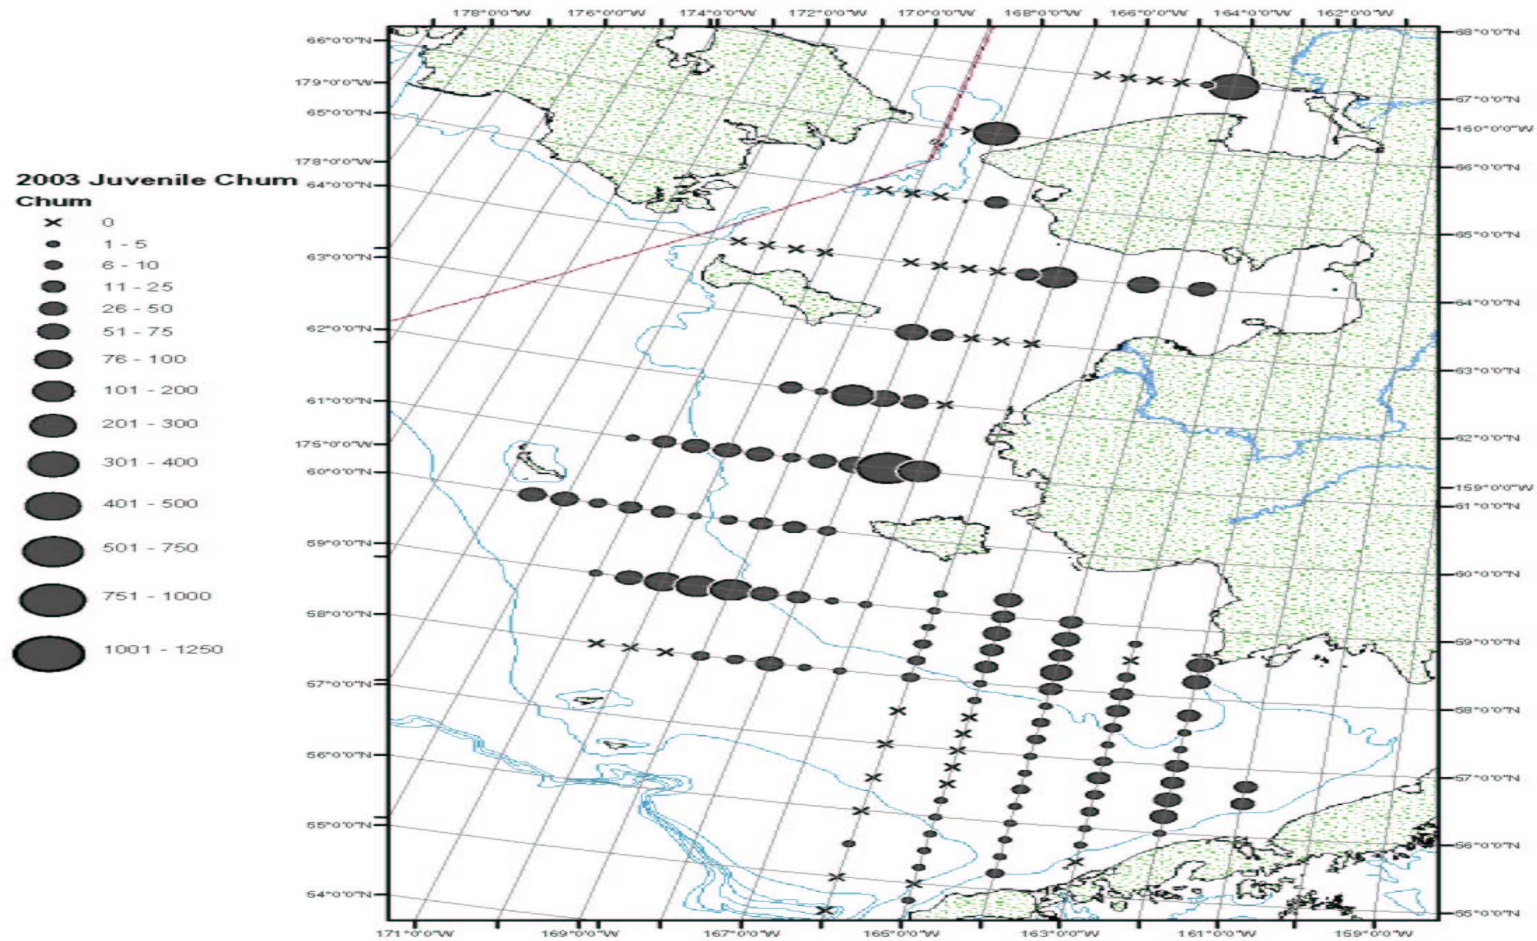 178°0'0"W 176°0'0"W 174°0'0"W 172°0'0"W 170°0'0"W 168°0'0"W 166°0'0"W 164°0'0"W 162°0'0"W
66°0'0"N
179°0'0"W
65°0'0"N
178°0'0"W
64°0'0"N
63°0'0"N
62°0'0"N
61°0'0"N
175°0'0"W
60°0'0"N
59°0'0"N
58°0'0"N
57°0'0"N
56°0'0"N
55°0'0"N
54°0'0"N
2003 Juvenile Chum
Chum
0
1 - 5
6 - 10
11 - 25
26 - 50
51 - 75
76 - 100
101 - 200
201 - 300
301 - 400
401 - 500
501 - 750
751 - 1000
1001 - 1250
68°0'0"N
67°0'0"N
160°0'0"W
66°0'0"N
65°0'0"N
64°0'0"N
63°0'0"N
62°0'0"N
159°0'0"W
61°0'0"N
60°0'0"N
59°0'0"N
58°0'0"N
57°0'0"N
56°0'0"N
55°0'0"N
171°0'0"W 169°0'0"W 167°0'0"W 165°0'0"W 163°0'0"W 161°0'0"W 159°0'0"W